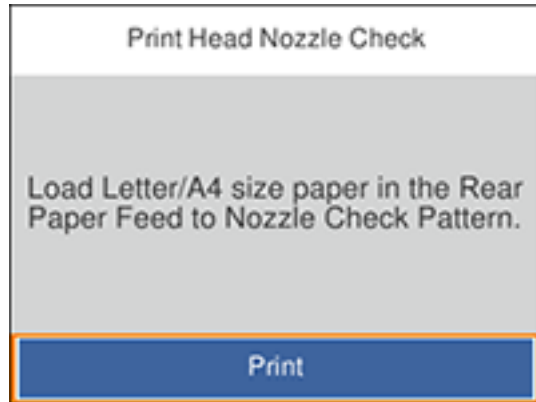 Print Head Nozzle Check
Load Letter/A4 size paper in the Rear
Paper Feed to Nozzle Check Pattern.
Print